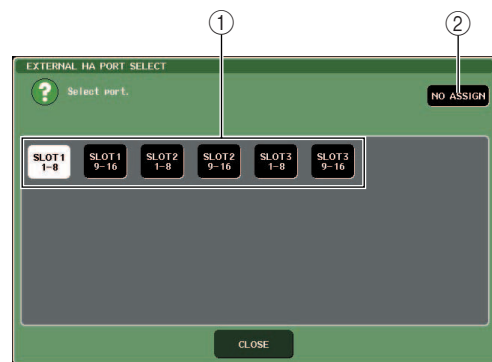 ①
②
EXTERNAL HA PORT SELECT
?
Select port.
NO ASSIGN
SLOT1 1-8
SLOT1 9-16
SLOT2 1-8
SLOT2 9-16
SLOT3 1-8
SLOT3 9-16
CLOSE